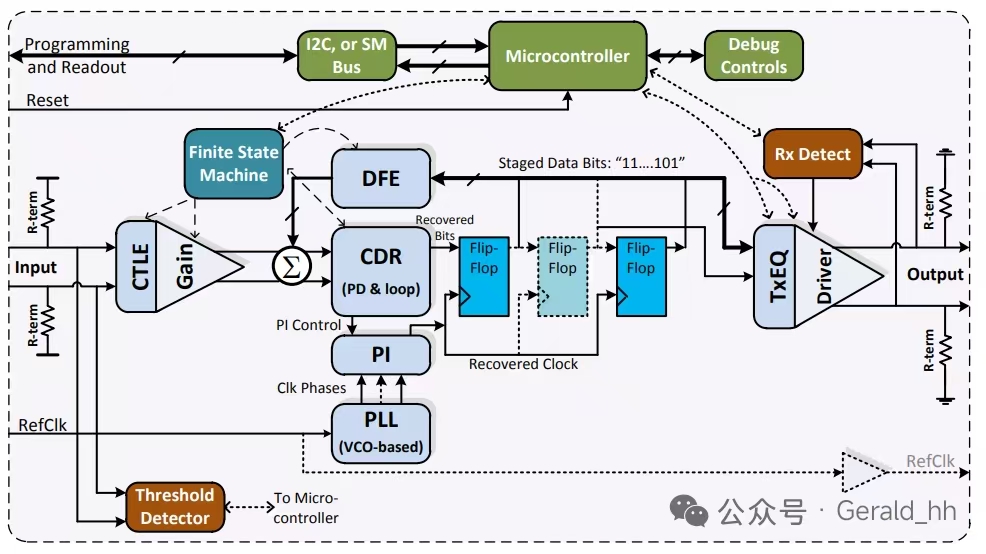 Programming
and Readout
I2C, or SM
Bus
Microcontroller
Debug
Controls
Reset
Finite State
Machine
DFE
Staged Data Bits: “11....101”
Rx Detect
R-term
R-term
Recovered
Bits
CTLE
Gain
Σ
CDR
(PD & loop)
Flip-
Flop
Flip-
Flop
Flip-
Flop
TxEQ
Driver
Input
Output
R-term
R-term
PI Control
PI
Recovered Clock
Clk Phases
RefClk
PLL
(VCO-based)
RefClk
Threshold
Detector
To Micro-
controller
公众号 · Gerald_hh